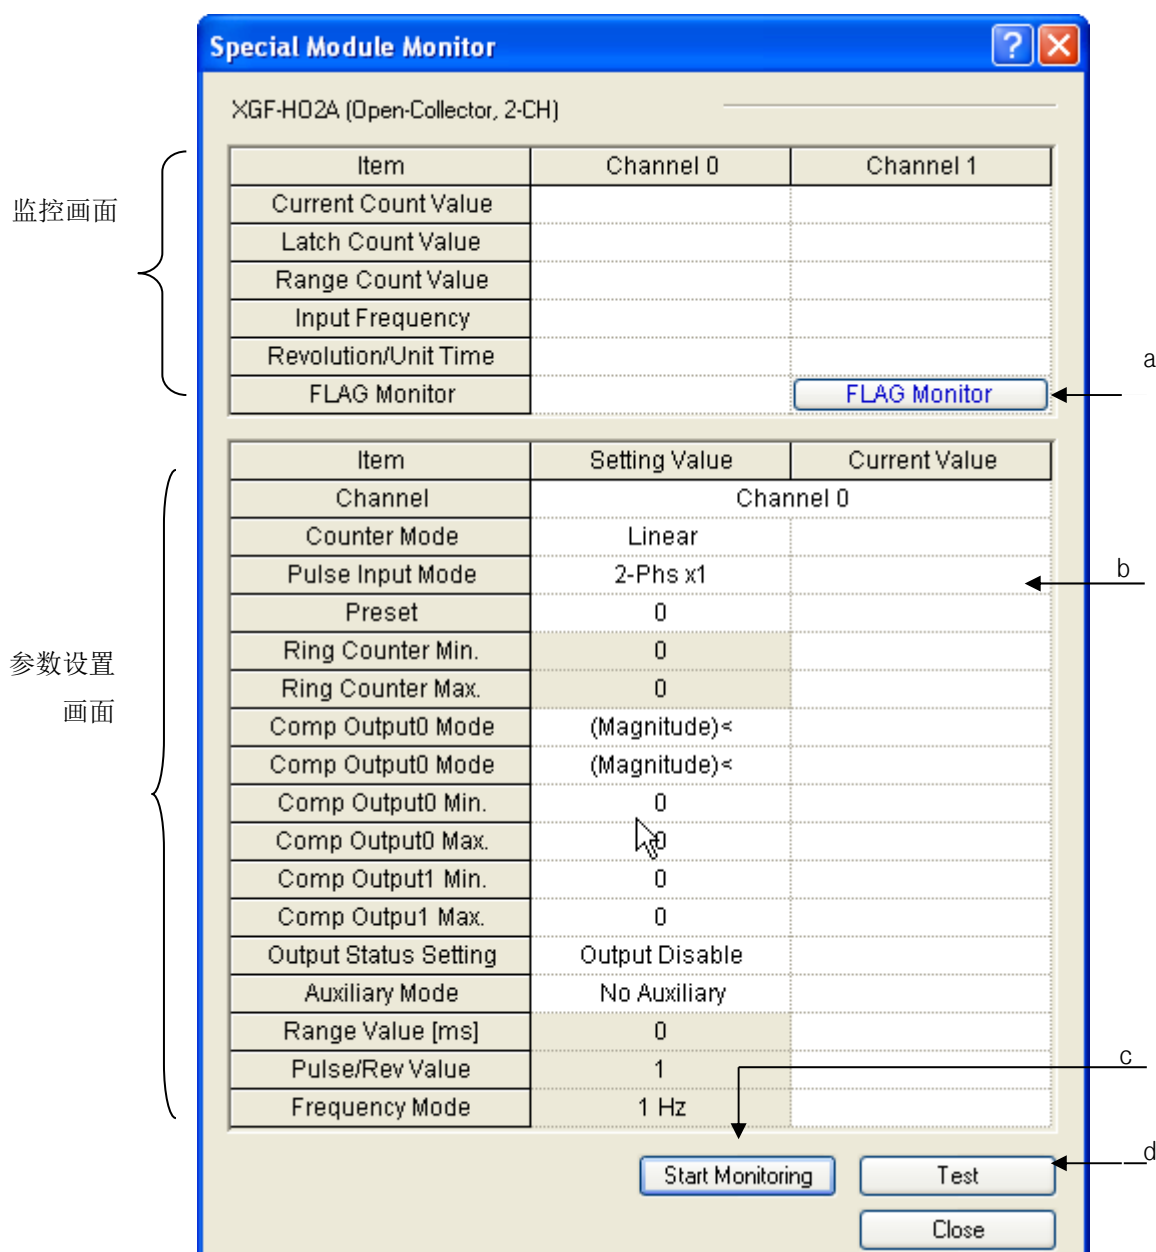 Special Module Monitor
XGF-HO2A (Open-Collector, 2-CH)
监控画面
Item Channel 0 Channel 1
Current Count Value
Latch Count Value
Range Count Value
Input Frequency
Revolution/Unit Time
FLAG Monitor FLAG Monitor
a
参数设置
画面
Item Setting Value Current Value
Channel Channel 0
Counter Mode Linear
Pulse Input Mode 2-Phs x1
b
Preset 0
Ring Counter Min. 0
Ring Counter Max. 0
Comp Output0 Mode (Magnitude)<
Comp Output0 Mode (Magnitude)<
Comp Output0 Min. 0
Comp Output0 Max. 0
Comp Output1 Min. 0
Comp Outpu1 Max. 0
Output Status Setting Output Disable
Auxiliary Mode No Auxiliary
Range Value [ms] 0
Pulse/Rev Value 1
Frequency Mode 1 Hz
c
Start Monitoring Test
d
Close